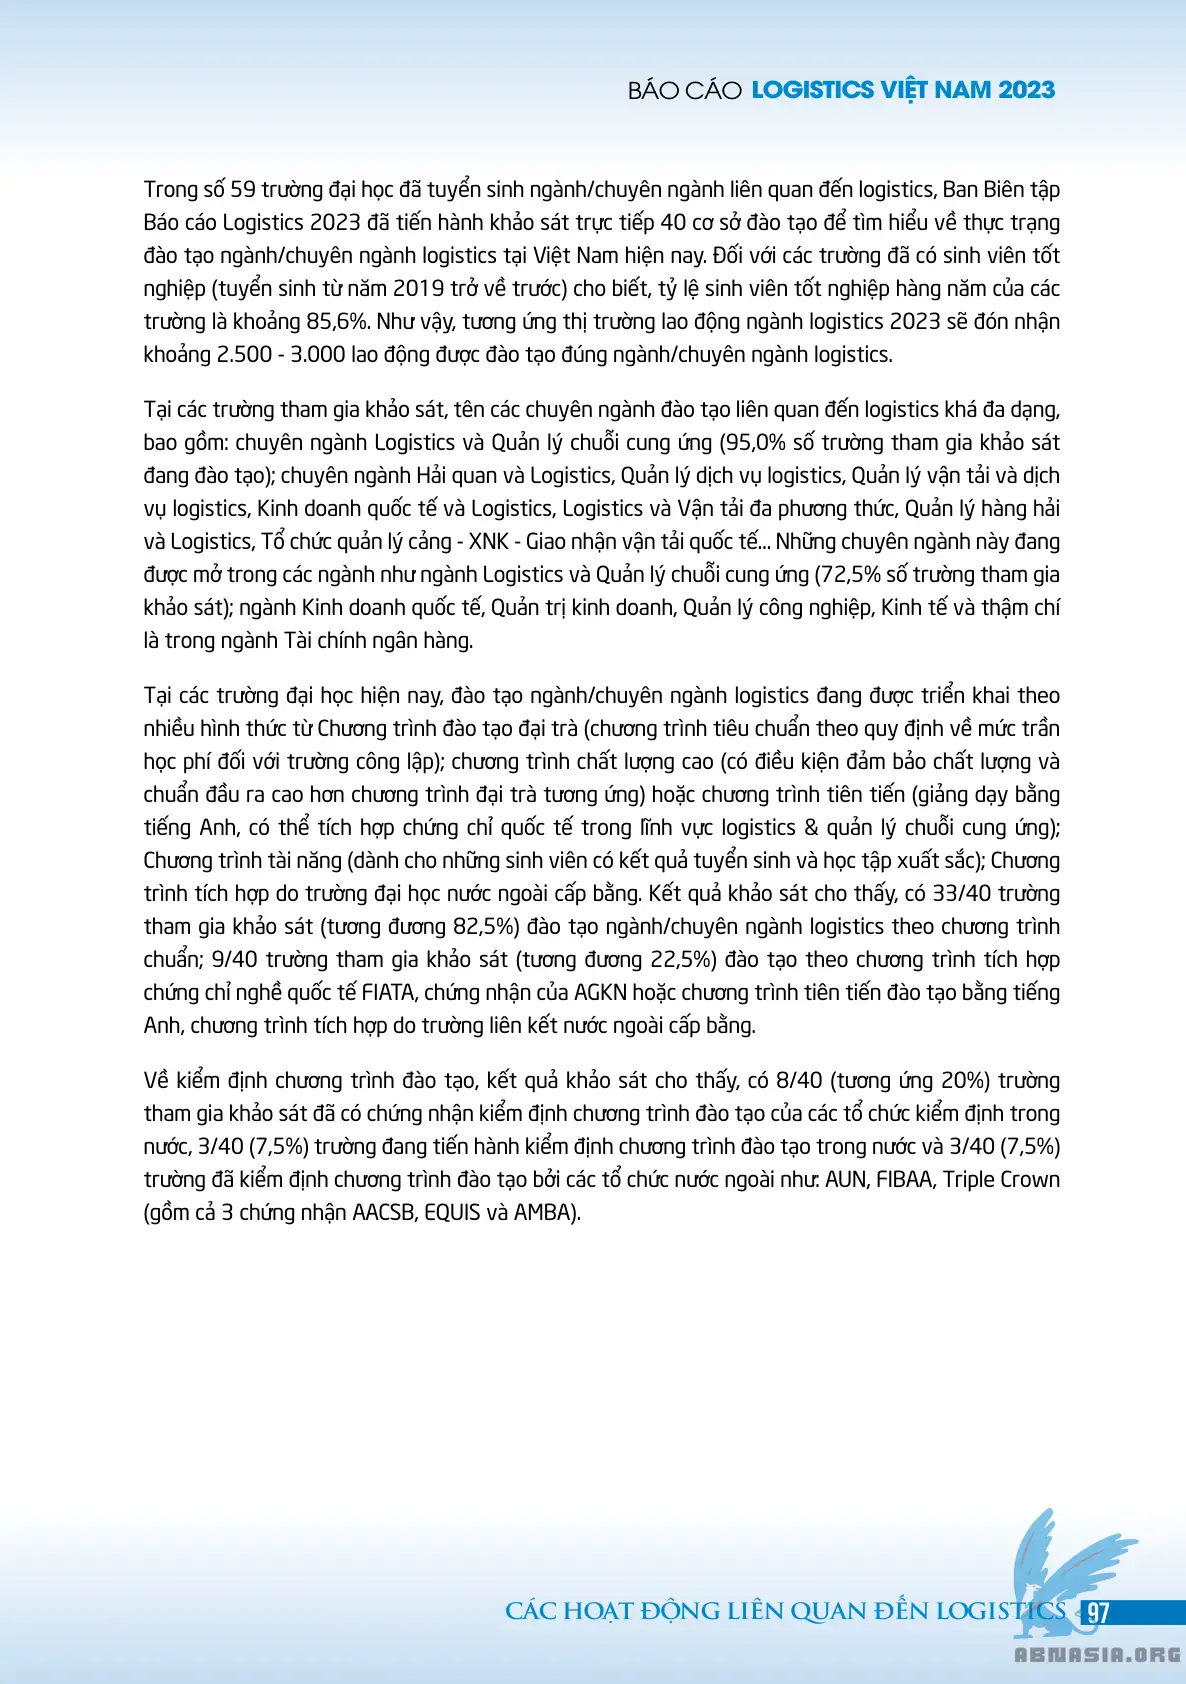 BÁO CÁO LOGISTICS VIỆT NAM 2023
Trong số 59 trường đại học đã tuyển sinh ngành/chuyên ngành liên quan đến logistics, Ban Biên tập
Báo cáo Logistics 2023 đã tiến hành khảo sát trực tiếp 40 cơ sở đào tạo để tìm hiểu về thực trạng
đào tạo ngành/chuyên ngành logistics tại Việt Nam hiện nay. Đối với các trường đã có sinh viên tốt
nghiệp (tuyển sinh từ năm 2019 trở về trước) cho biết, tỷ lệ sinh viên tốt nghiệp hàng năm của các
trường là khoảng 85,6%. Như vậy, tương ứng thị trường lao động ngành logistics 2023 sẽ đón nhận
khoảng 2.500 - 3.000 lao động được đào tạo đúng ngành/chuyên ngành logistics.
Tại các trường tham gia khảo sát, tên các chuyên ngành đào tạo liên quan đến logistics khá đa dạng,
bao gồm: chuyên ngành Logistics và Quản lý chuỗi cung ứng (95,0% số trường tham gia khảo sát
đang đào tạo); chuyên ngành Hải quan và Logistics, Quản lý dịch vụ logistics, Quản lý vận tải và dịch
vụ logistics, Kinh doanh quốc tế và Logistics, Logistics và Vận tải đa phương thức, Quản lý hàng hải
và Logistics, Tổ chức quản lý cảng - XNK - Giao nhận vận tải quốc tế... Những chuyên ngành này đang
được mở trong các ngành như ngành Logistics và Quản lý chuỗi cung ứng (72,5% số trường tham gia
khảo sát); ngành Kinh doanh quốc tế, Quản trị kinh doanh, Quản lý công nghiệp, Kinh tế và thậm chí
là trong ngành Tài chính ngân hàng.
Tại các trường đại học hiện nay, đào tạo ngành/chuyên ngành logistics đang được triển khai theo
nhiều hình thức từ Chương trình đào tạo đại trà (chương trình tiêu chuẩn theo quy định về mức trần
học phí đối với trường công lập); chương trình chất lượng cao (có điều kiện đảm bảo chất lượng và
chuẩn đầu ra cao hơn chương trình đại trà tương ứng) hoặc chương trình tiên tiến (giảng dạy bằng
tiếng Anh, có thể tích hợp chứng chỉ quốc tế trong lĩnh vực logistics & quản lý chuỗi cung ứng);
Chương trình tài năng (dành cho những sinh viên có kết quả tuyển sinh và học tập xuất sắc); Chương
trình tích hợp do trường đại học nước ngoài cấp bằng. Kết quả khảo sát cho thấy, có 33/40 trường
tham gia khảo sát (tương đương 82,5%) đào tạo ngành/chuyên ngành logistics theo chương trình
chuẩn; 9/40 trường tham gia khảo sát (tương đương 22,5%) đào tạo theo chương trình tích hợp
chứng chỉ nghề quốc tế FIATA, chứng nhận của AGKN hoặc chương trình tiên tiến đào tạo bằng tiếng
Anh, chương trình tích hợp do trường liên kết nước ngoài cấp bằng.
Về kiểm định chương trình đào tạo, kết quả khảo sát cho thấy, có 8/40 (tương ứng 20%) trường
tham gia khảo sát đã có chứng nhận kiểm định chương trình đào tạo của các tổ chức kiểm định trong
nước, 3/40 (7,5%) trường đang tiến hành kiểm định chương trình đào tạo trong nước và 3/40 (7,5%)
trường đã kiểm định chương trình đào tạo bởi các tổ chức nước ngoài như: AUN, FIBAA, Triple Crown
(gồm cả 3 chứng nhận AACSB, EQUIS và AMBA).
CÁC HOẠT ĐỘNG LIÊN QUAN ĐẾN LOGISTICS 97
ABMASIA.ORG